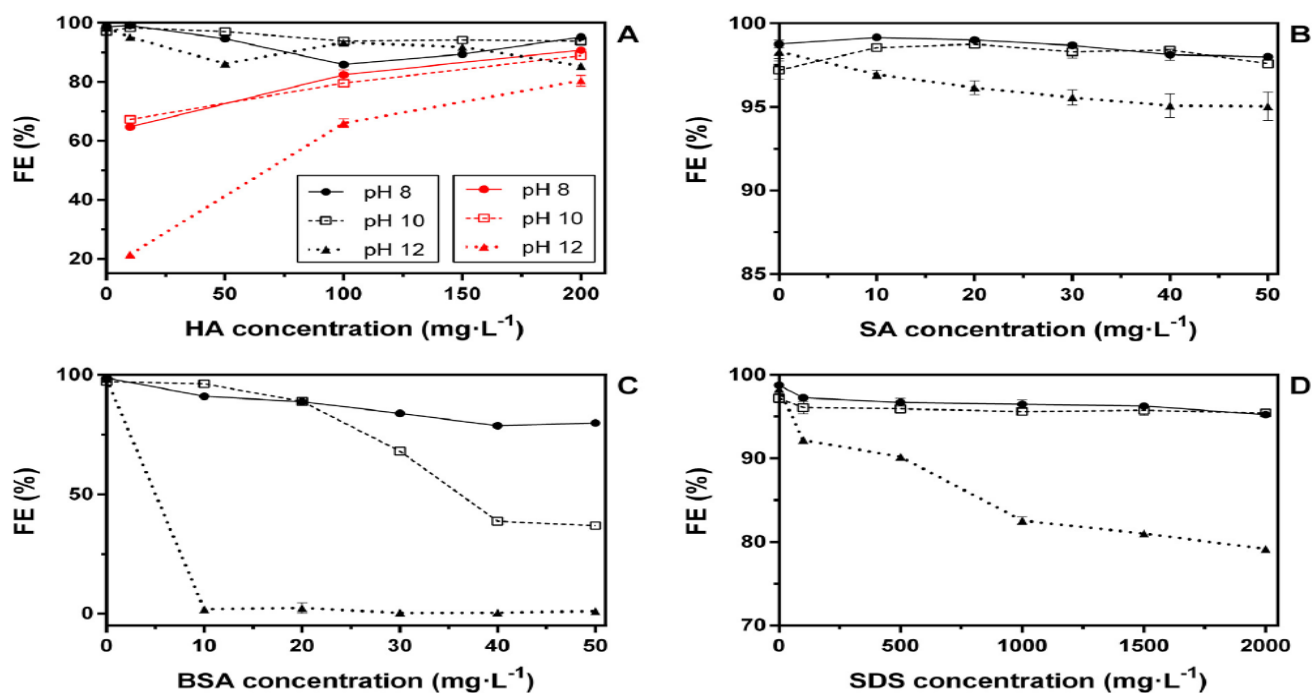 A
FE (%)
100
80
60
40
20
0 50 100 150 200
HA concentration (mg·L⁻¹)
pH 8
pH 10
pH 12
pH 8
pH 10
pH 12
B
FE (%)
100
95
90
85
0 10 20 30 40 50
SA concentration (mg·L⁻¹)
C
FE (%)
100
50
0
0 10 20 30 40 50
BSA concentration (mg·L⁻¹)
D
FE (%)
100
90
80
70
0 500 1000 1500 2000
SDS concentration (mg·L⁻¹)